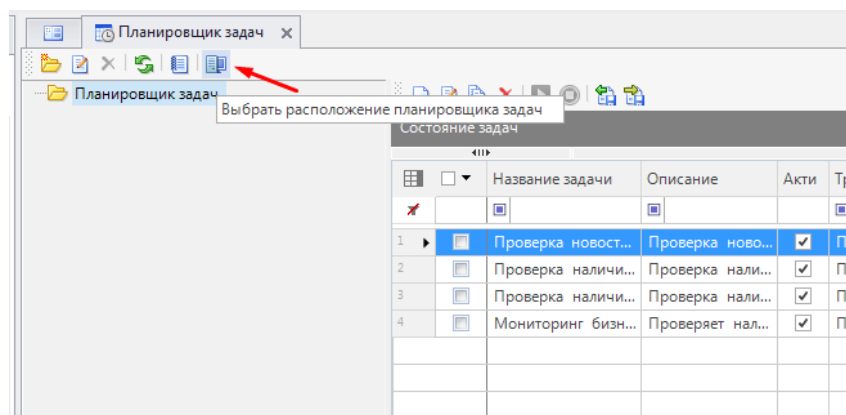 Планировщик задач
Планировщик задач
Выбрать расположение планировщика задач
Состояние задач
Название задачи Описание Акти
1 Проверка новост... Проверка ново...
2 Проверка наличи... Проверка нали...
3 Проверка наличи... Проверка нали...
4 Мониторинг бизн... Проверяет нал...